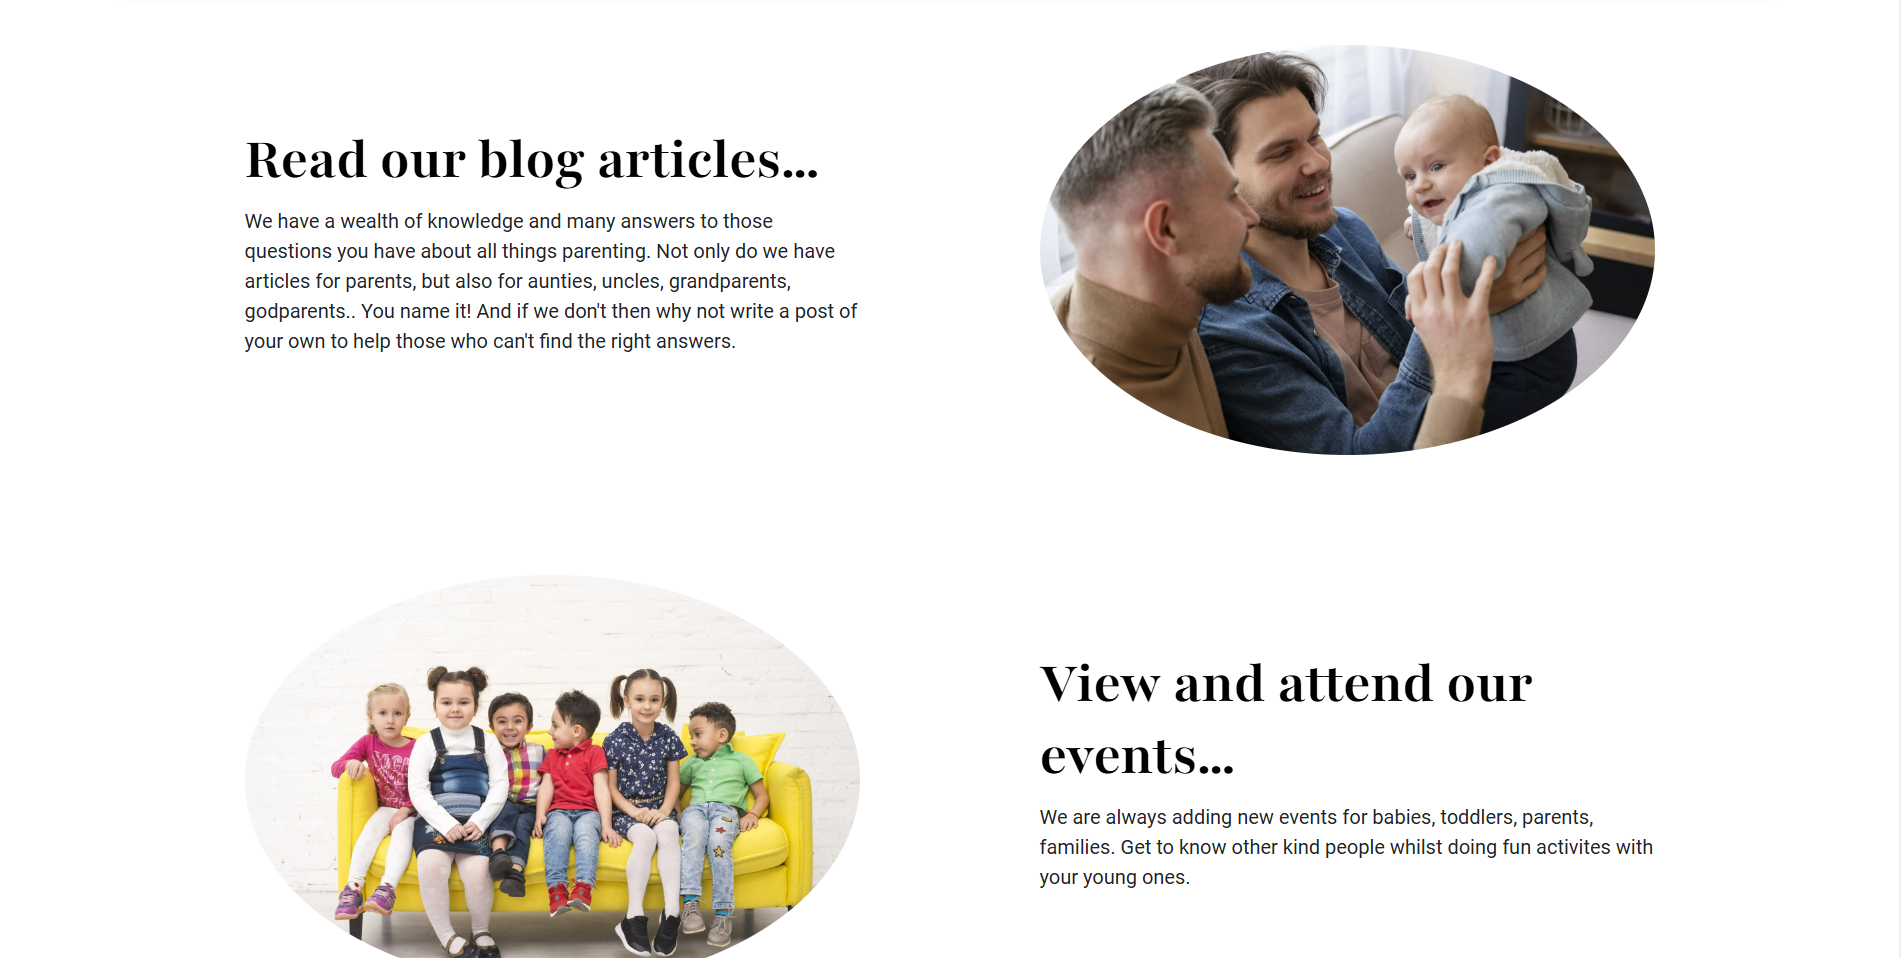 Read our blog articles...
We have a wealth of knowledge and many answers to those
questions you have about all things parenting. Not only do we have
articles for parents, but also for aunties, uncles, grandparents,
godparents.. You name it! And if we don't then why not write a post of
your own to help those who can't find the right answers.
View and attend our
events...
We are always adding new events for babies, toddlers, parents,
families. Get to know other kind people whilst doing fun activites with
your young ones.